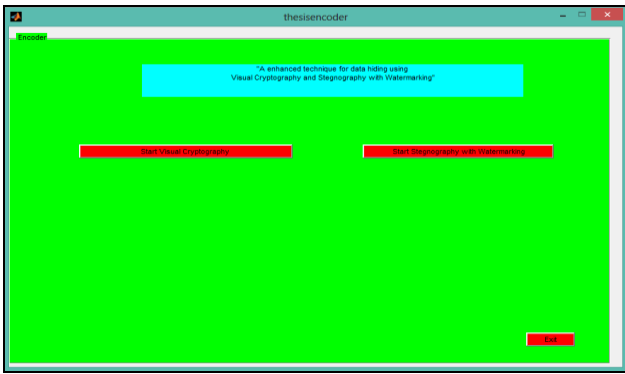 thesisencoder
Encoder
"A enhanced technique for data hiding using
Visual Cryptography and Stegnography with Watermarking"
Start Visual Cryptography
Start Stegnography with Watermarking
Exit